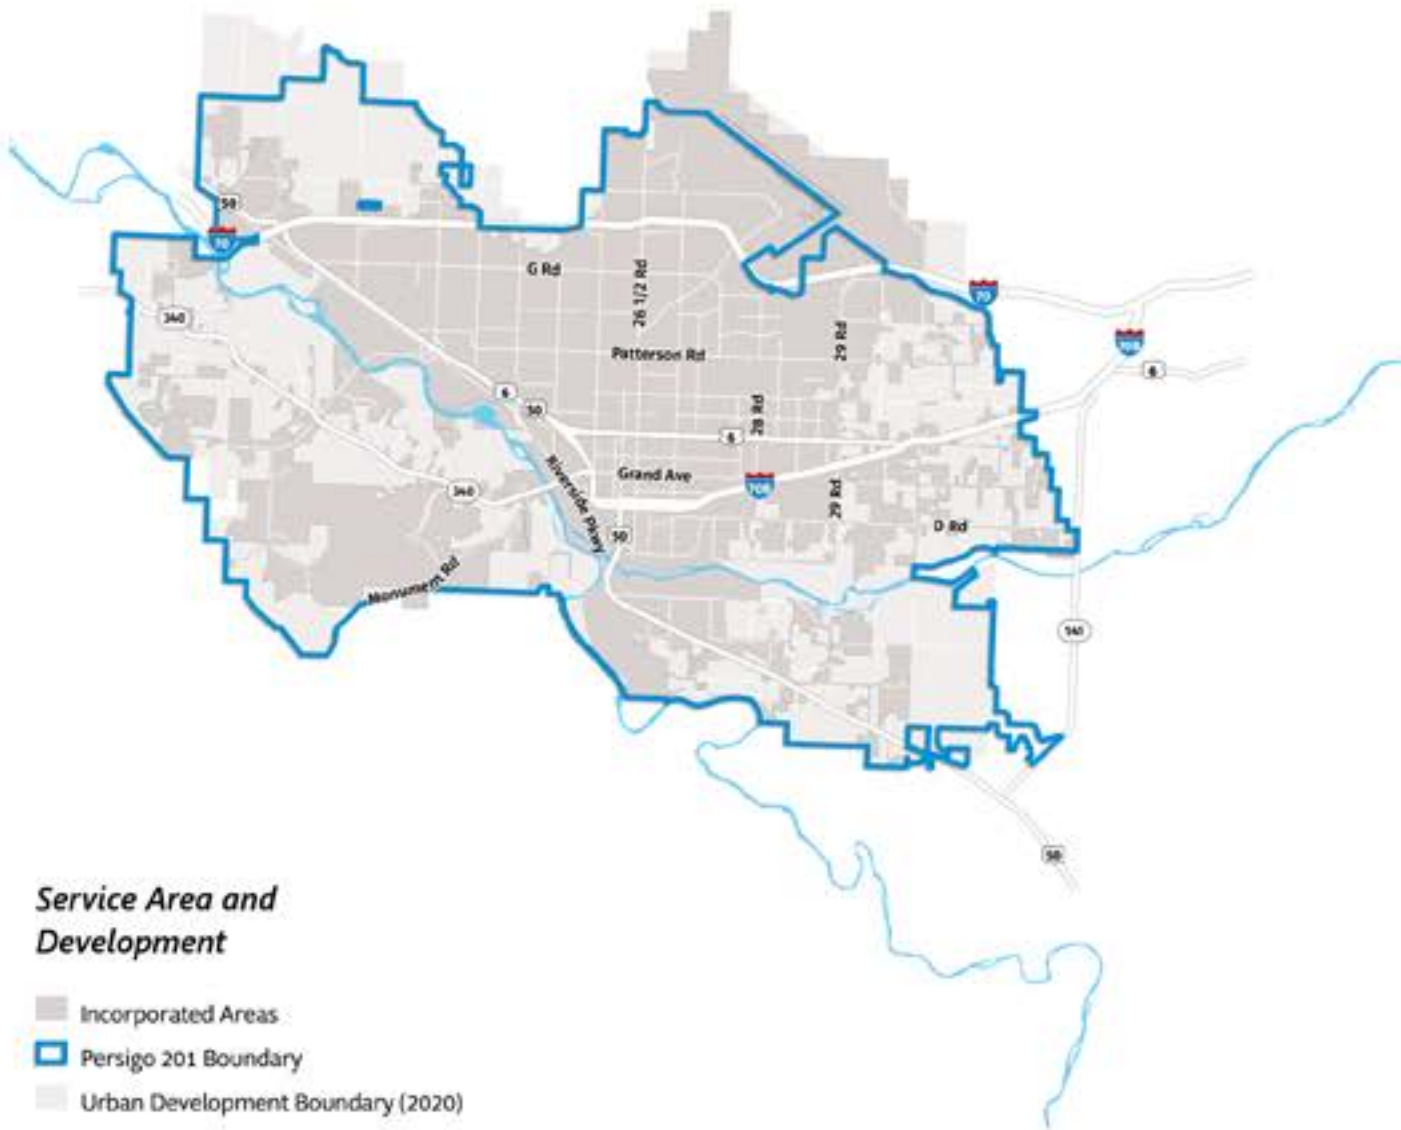 50
70
G Rd
26 1/2 Rd
70
340
29 Rd
Patterson Rd
70B
6
6
50
28 Rd
6
Grand Ave
340
Riverside Pkwy
70B
29 Rd
D Rd
50
Monument Rd
141
50
Service Area and
Development
Incorporated Areas
Persigo 201 Boundary
Urban Development Boundary (2020)